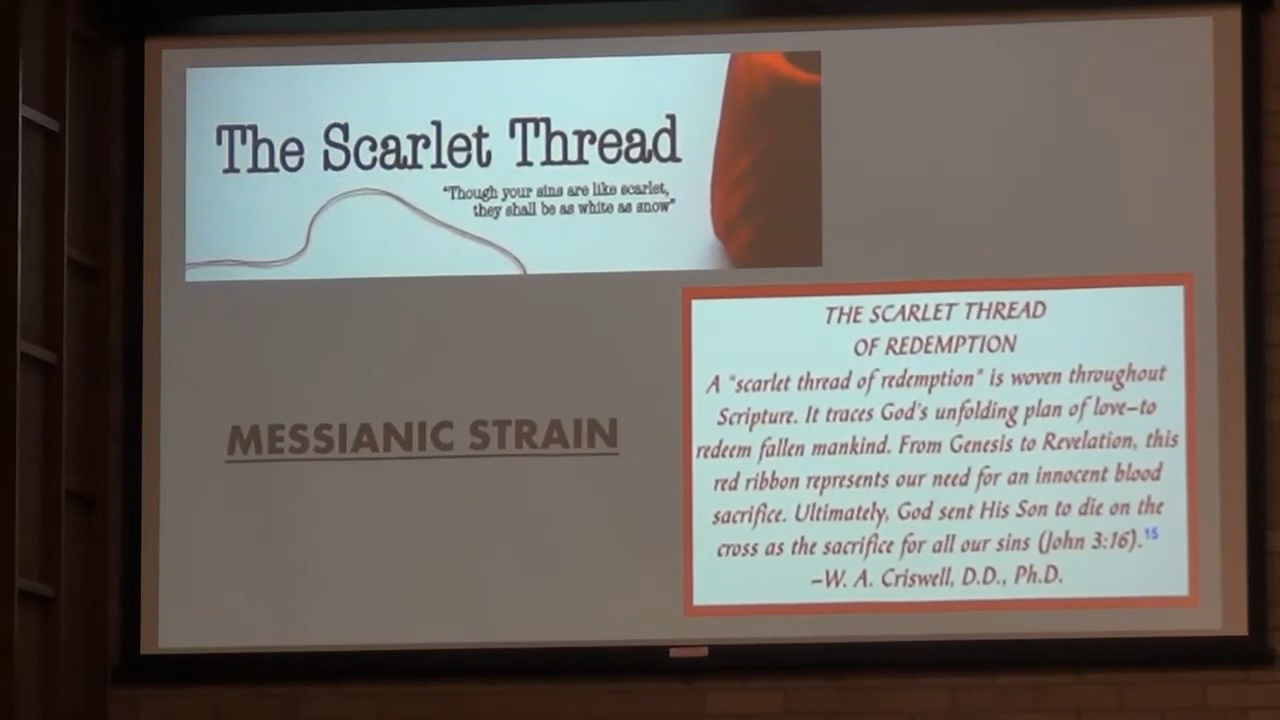 The Scarlet Thread
"Though your sins are like scarlet,
they shall be as white as snow"
MESSIANIC STRAIN
THE SCARLET THREAD
OF REDEMPTION
A "scarlet thread of redemption" is woven throughout
Scripture. It traces God's unfolding plan of love–to
redeem fallen mankind. From Genesis to Revelation, this
red ribbon represents our need for an innocent blood
sacrifice. Ultimately, God sent His Son to die on the
cross as the sacrifice for all our sins (John 3:16).15
–W. A. Criswell, D.D., Ph.D.